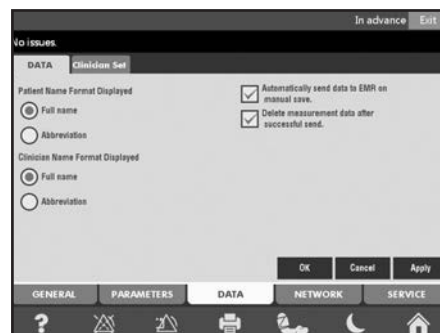 In advance Exit
No issues.
DATA Clinician Set
Patient Name Format Displayed
Full name
Abbreviation
Clinician Name Format Displayed
Full name
Abbreviation
Automatically send data to EMR on
manual save.
Delete measurement data after
successful send.
OK Cancel Apply
GENERAL PARAMETERS DATA NETWORK SERVICE
?